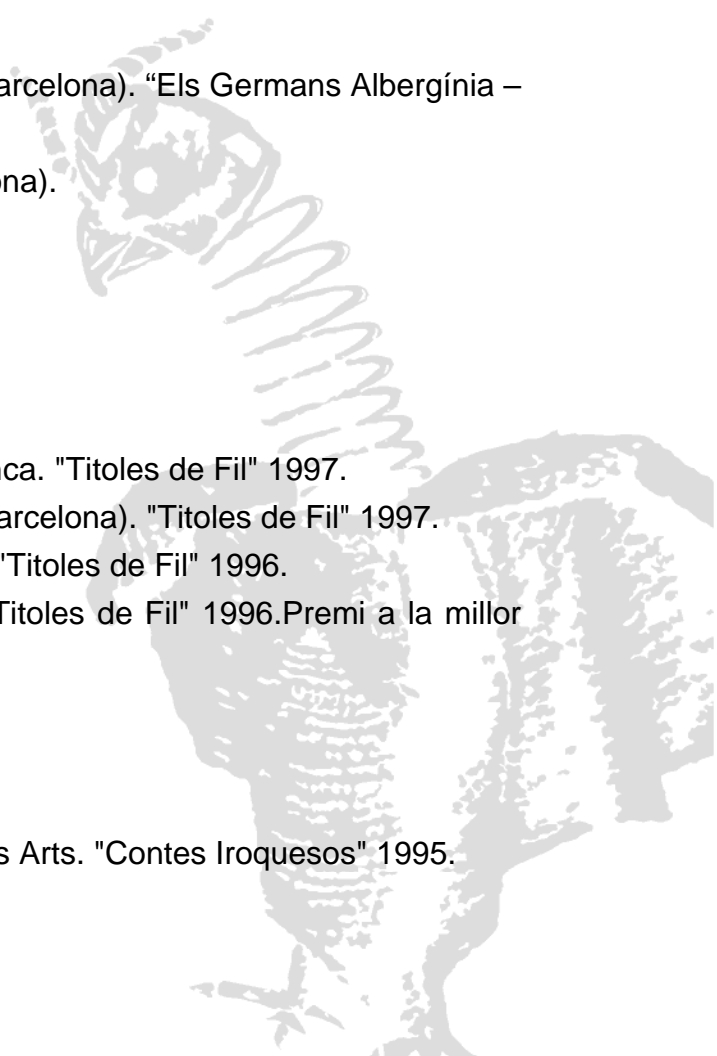 arcelona). “Els Germans Albergínia –
ona).
nca. "Titoles de Fil" 1997.
arcelona). "Titoles de Fil" 1997.
"Titoles de Fil" 1996.
Titoles de Fil" 1996.Premi a la millor
s Arts. "Contes Iroquesos" 1995.